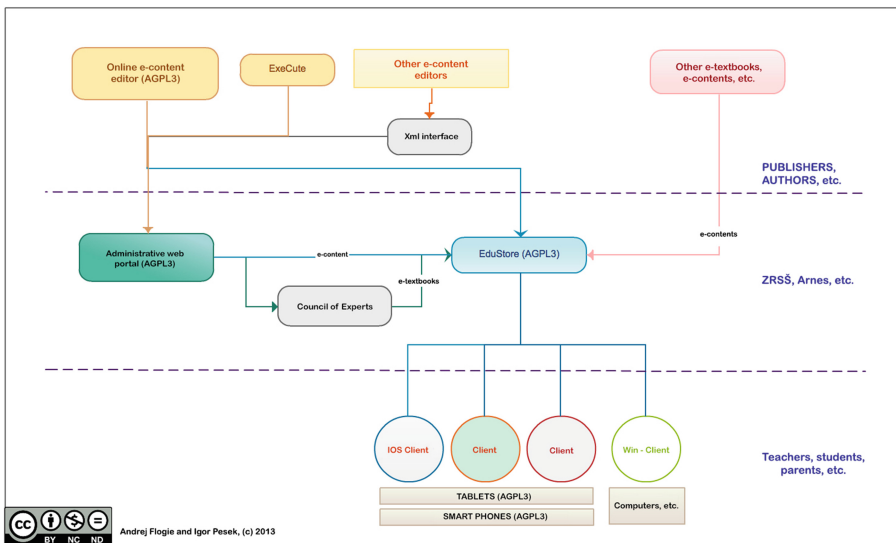 Online e-content
editor (AGPL3)
ExeCute
Other e-content
editors
Other e-textbooks,
e-contents, etc.
Xml interface
PUBLISHERS,
AUTHORS, etc.
Administrative web
portal (AGPL3)
e-content
e-textbooks
EduStore (AGPL3)
e-contents
Council of Experts
ZRSŠ, Arnes, etc.
IOS Client
Client
Client
Win - Client
Teachers, students,
parents, etc.
TABLETS (AGPL3)
SMART PHONES (AGPL3)
Computers, etc.
cc
BY NC ND
Andrej Flogie and Igor Pesek, (c) 2013